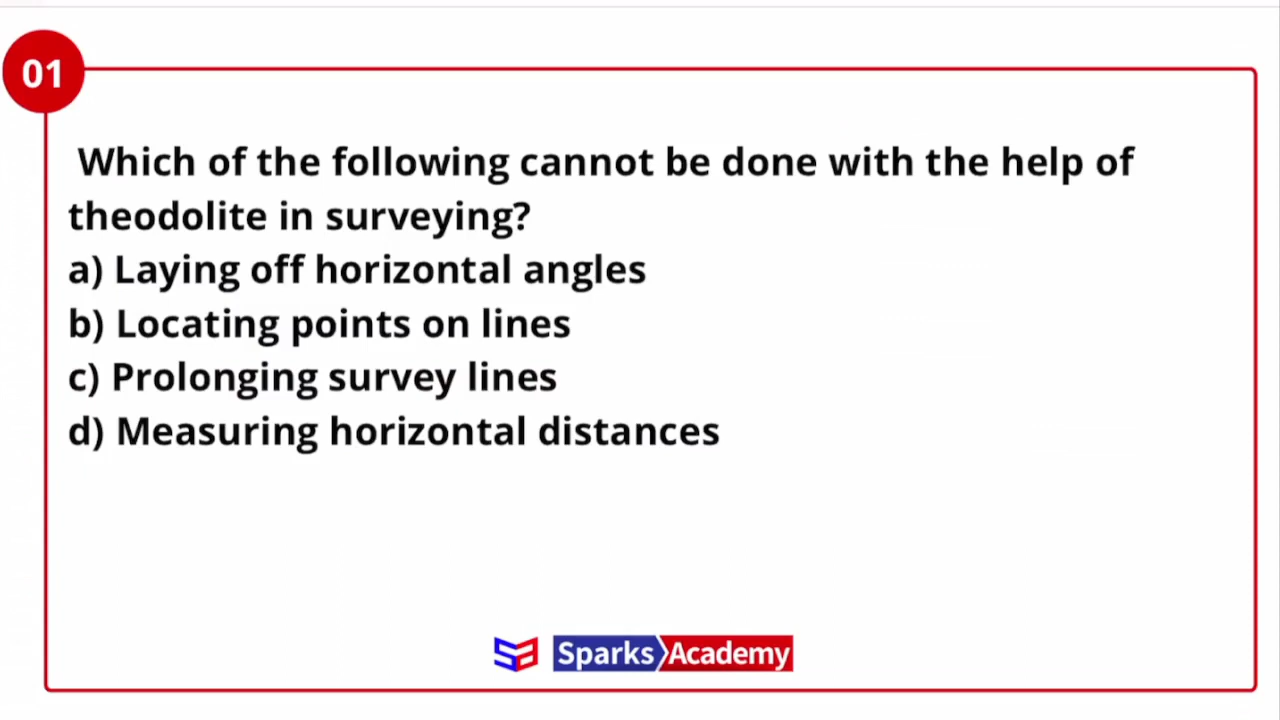 01
Which of the following cannot be done with the help of
theodolite in surveying?
a) Laying off horizontal angles
b) Locating points on lines
c) Prolonging survey lines
d) Measuring horizontal distances
Sparks Academy